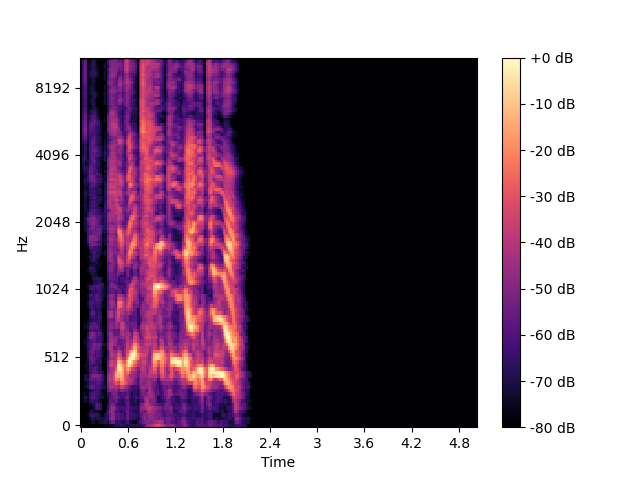 +0 dB
8192
-10 dB
4096
-20 dB
-30 dB
2048
Hz
-40 dB
1024
-50 dB
512
-60 dB
-70 dB
0
-80 dB
0 0.6 1.2 1.8 2.4 3 3.6 4.2 4.8
Time